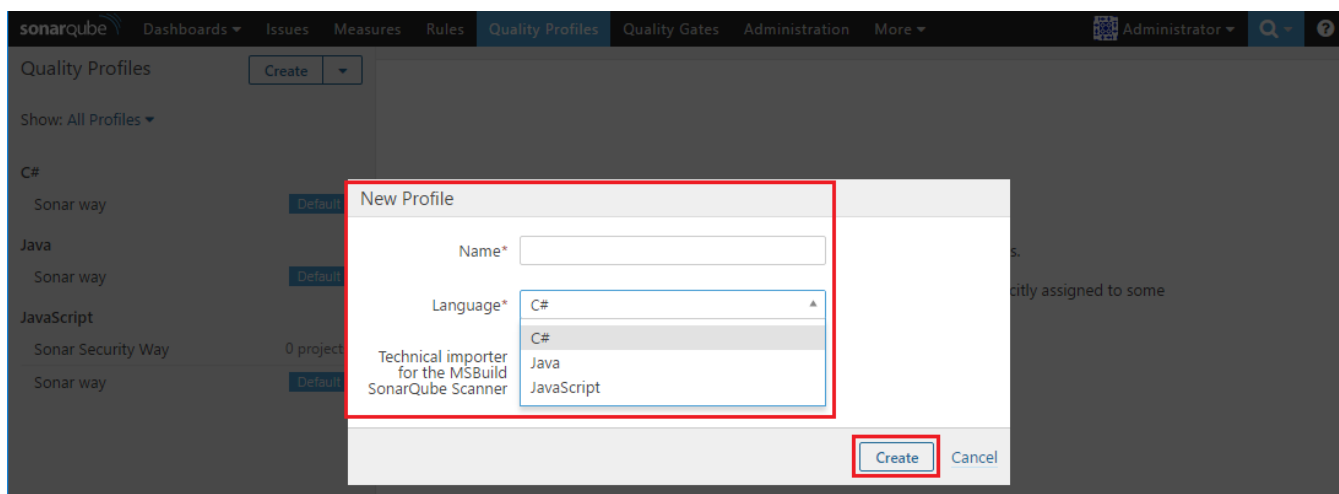 sonarqube Dashboards Issues Measures Rules Quality Profiles Quality Gates Administration More Administrator
Quality Profiles Create
Show: All Profiles
C#
Sonar way Default
Java
Sonar way Default
JavaScript
Sonar Security Way 0 project
Sonar way Default
New Profile
Name*
Language* C#
C#
Java
JavaScript
Technical importer
for the MSBuild
SonarQube Scanner
Create Cancel
s.
citly assigned to some